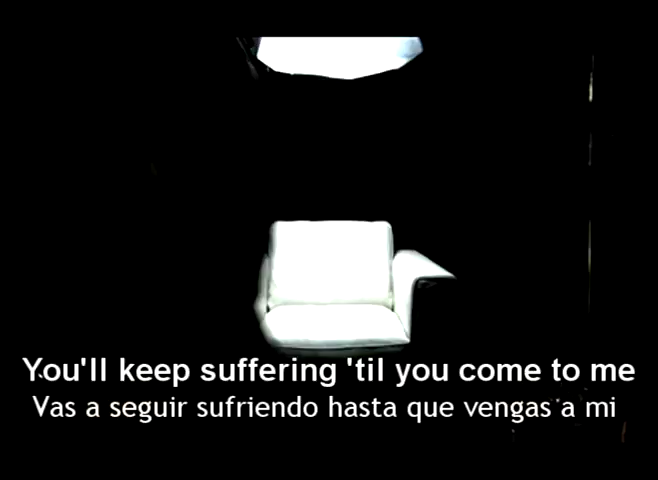 You'll keep suffering 'til you come to me
Vas a seguir sufriendo hasta que vengas a mi